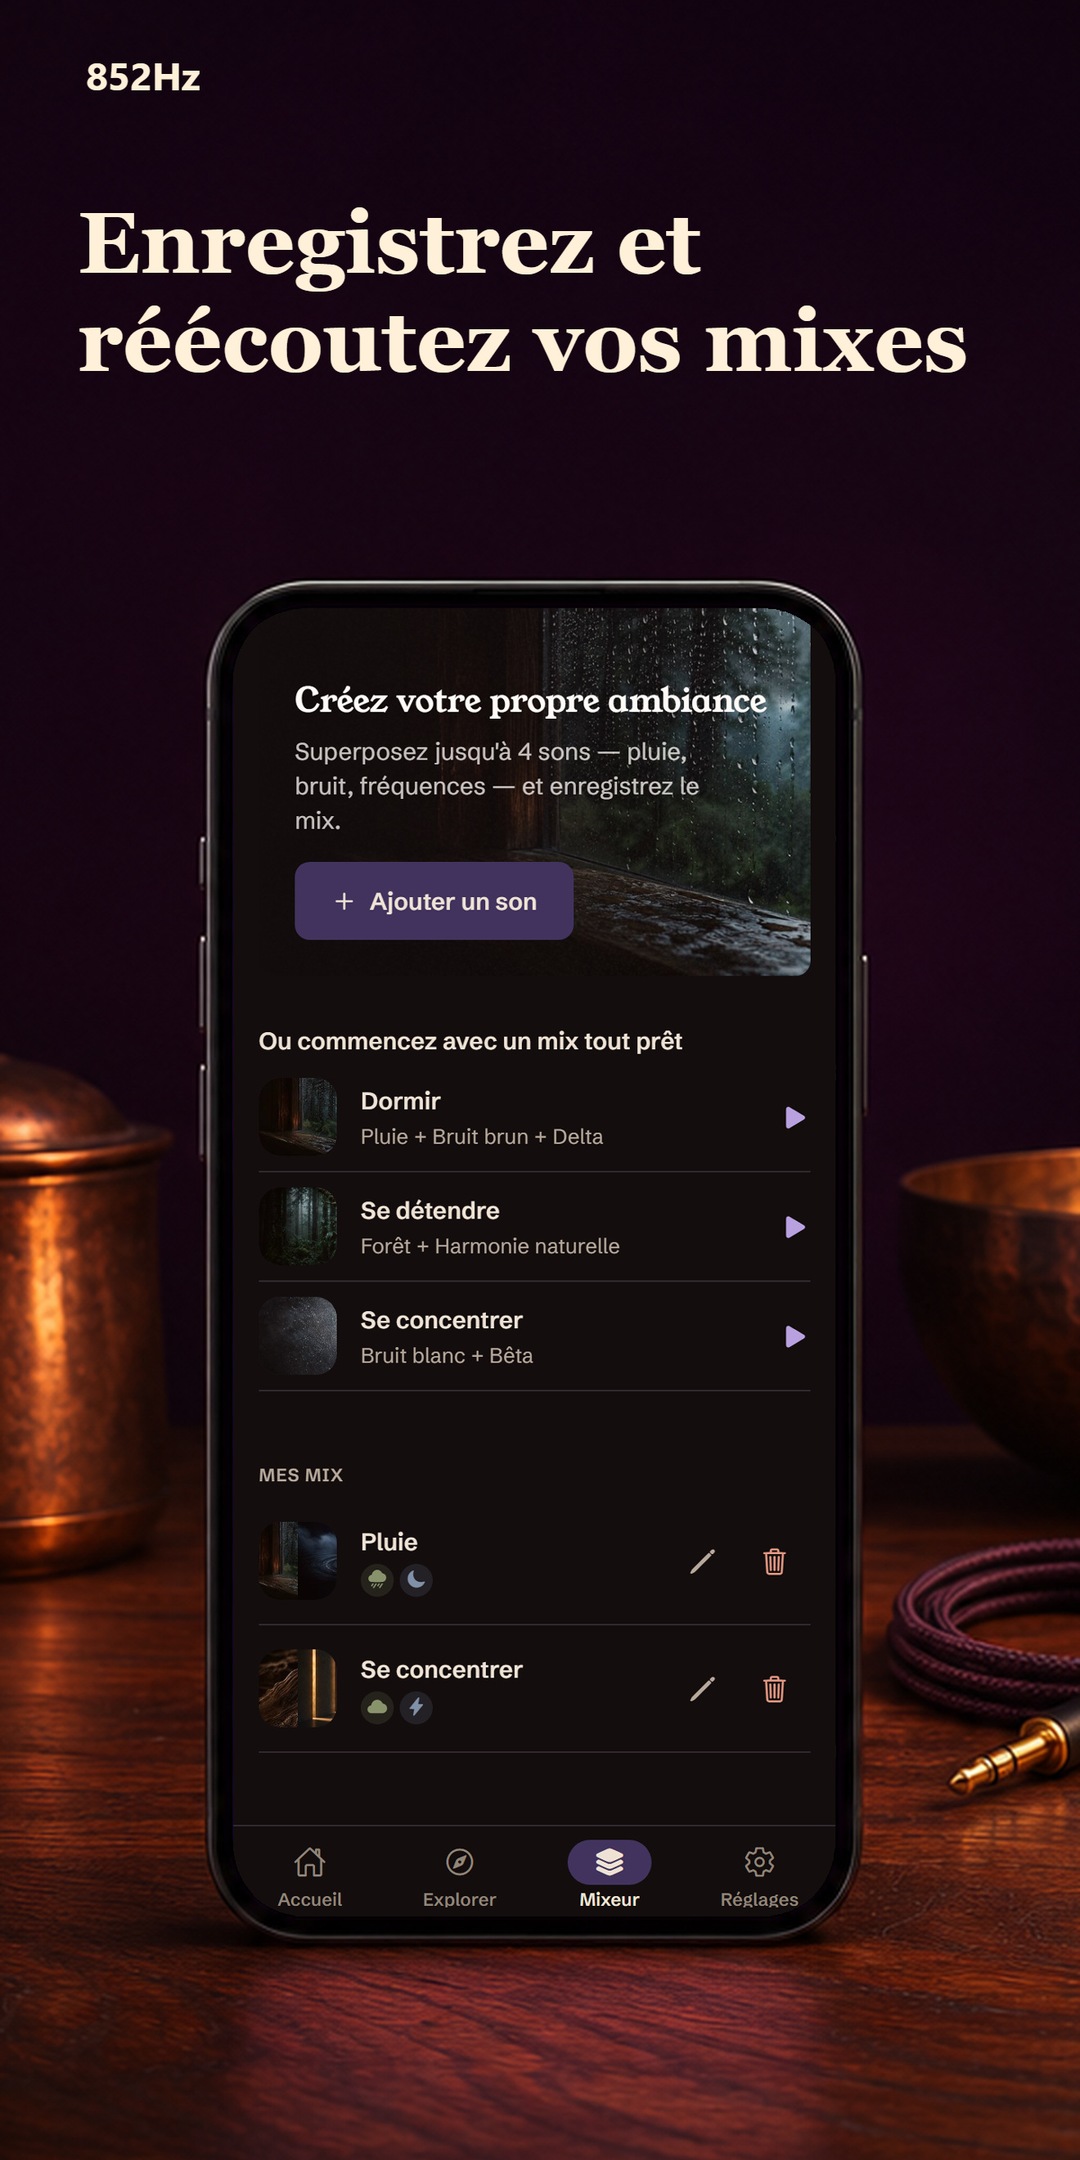 852Hz
Enregistrez et
réécoutez vos mixes
Créez votre propre ambiance
Superposez jusqu'à 4 sons — pluie,
bruit, fréquences — et enregistrez le
mix.
+ Ajouter un son
Ou commencez avec un mix tout prêt
Dormir
Pluie + Bruit brun + Delta
Se détendre
Forêt + Harmonie naturelle
Se concentrer
Bruit blanc + Bêta
MES MIX
Pluie
Se concentrer
Accueil
Explorer
Mixeur
Réglages